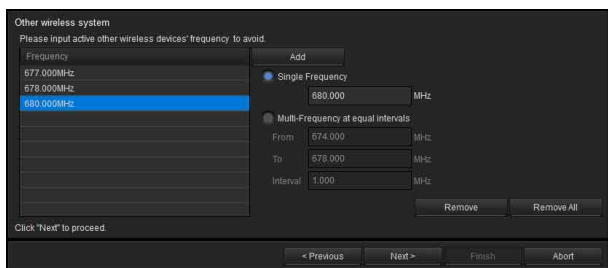 Other wireless system
Please input active other wireless devices' frequency to avoid.
Frequency
677.000MHz
678.000MHz
680.000MHz
Add
Single Frequency
680.000 MHz
Multi-Frequency at equal intervals
From 674.000 MHz
To 678.000 MHz
Interval 1.000 MHz
Remove Remove All
Click "Next" to proceed.
< Previous Next > Finish Abort